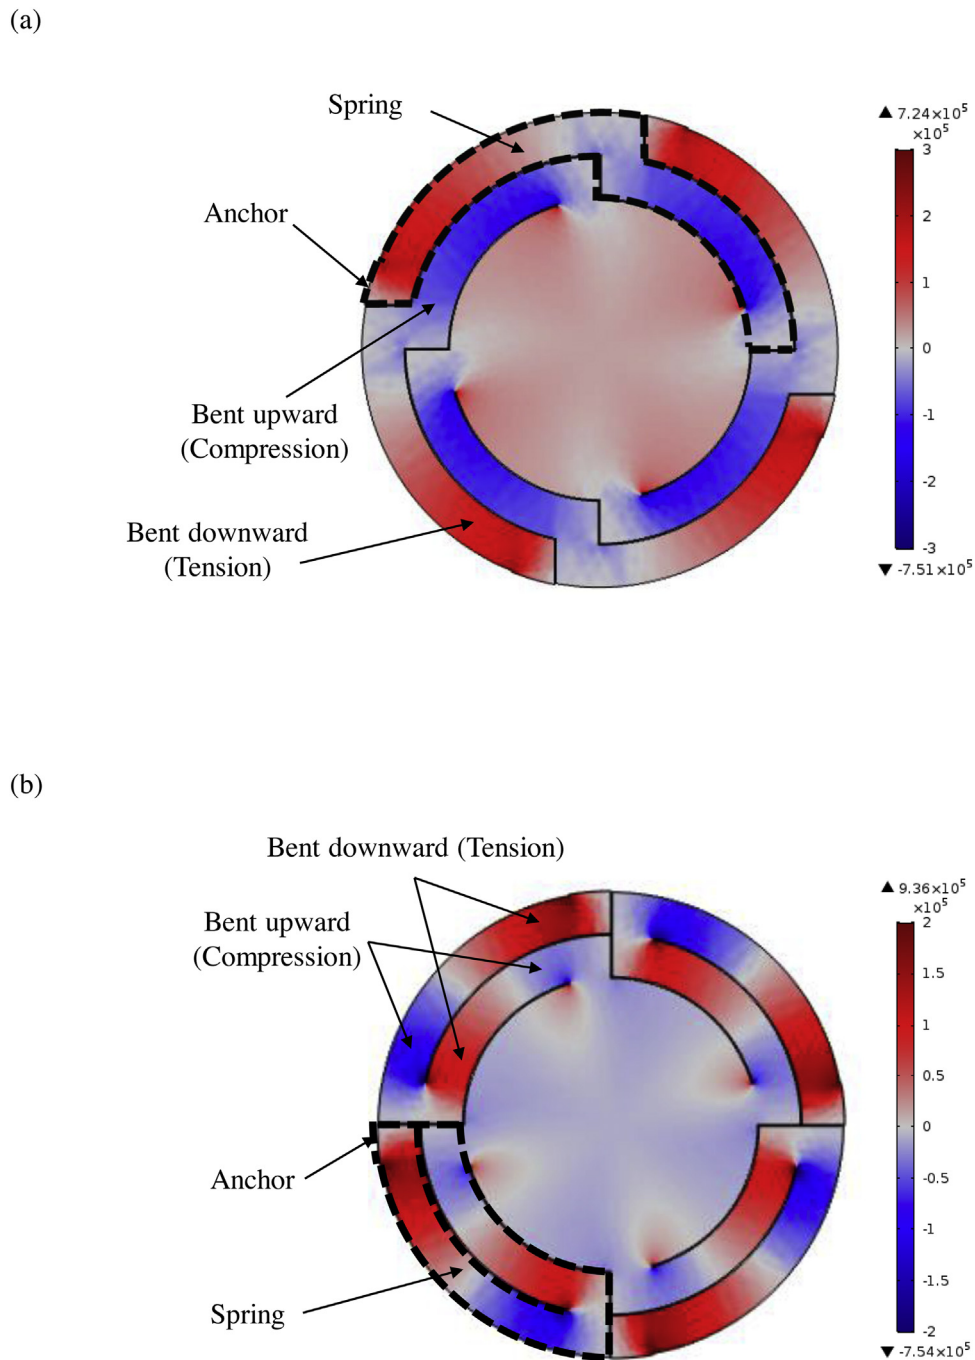 (a)
Spring
Anchor
Bent upward
(Compression)
Bent downward
(Tension)
▲ 7.24×10⁵
×10⁵
3
2
1
0
-1
-2
-3
▼ -7.51×10⁵
(b)
Bent downward (Tension)
Bent upward
(Compression)
Anchor
Spring
▲ 9.36×10⁵
×10⁵
2
1.5
1
0.5
0
-0.5
-1
-1.5
-2
▼ -7.54×10⁵